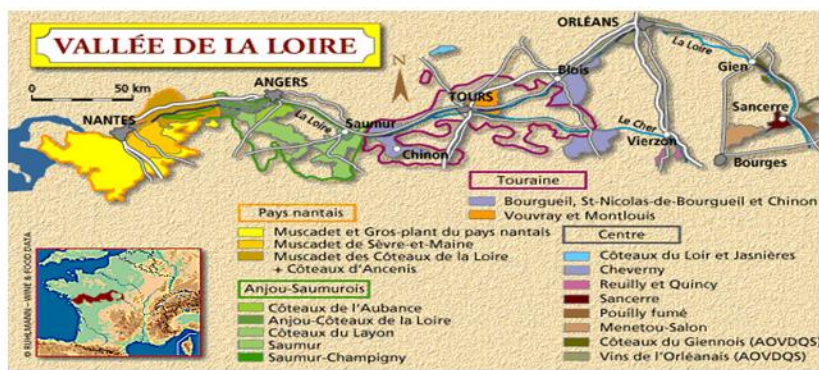 VALLÉE DE LA LOIRE
0 50 km
N
ORLÉANS
La Loire
Gien
Blois
ANGERS
TOURS
Sancerre
NANTES
La Loire
Saumur
Le Cher
Vierzon
Chinon
Bourges
Pays nantais
Muscadet et Gros-plant du pays nantais
Muscadet de Sèvre-et-Maine
Muscadet des Côteaux de la Loire
+ Côteaux d'Ancenis
Anjou-Saumurois
Côteaux de l'Aubance
Anjou-Côteaux de la Loire
Côteaux du Layon
Saumur
Saumur-Champigny
Touraine
Bourgueil, St-Nicolas-de-Bourgueil et Chinon
Vouvray et Montlouis
Centre
Côteaux du Loir et Jasnières
Cheverny
Reuilly et Quincy
Sancerre
Pouilly fumé
Menetou-Salon
Côteaux du Giennois (AOVDQS)
Vins de l'Orléanais (AOVDQS)
© RUHLMANN – WINE & FOOD DATA